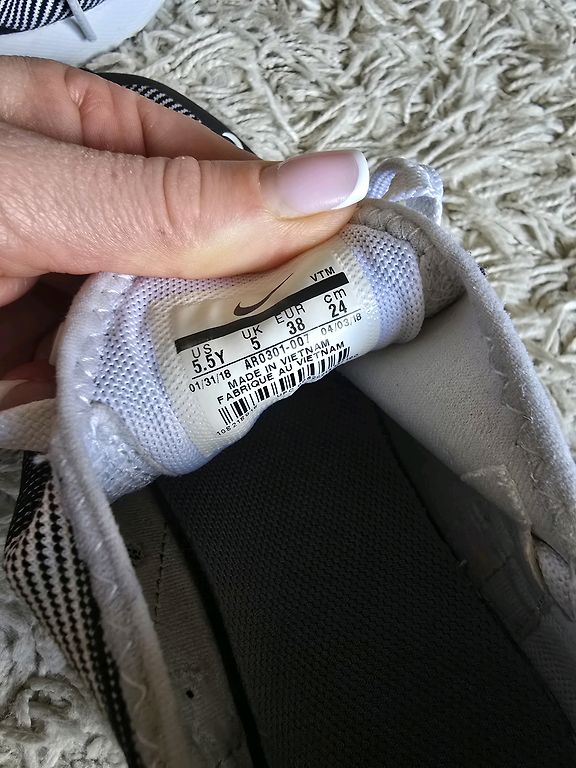 VTM
US UK EUR cm
5.5Y 5 38 24
01/31/18 AR0301-007 04/03/18
MADE IN VIETNAM
FABRIQUE AU VIETNAM